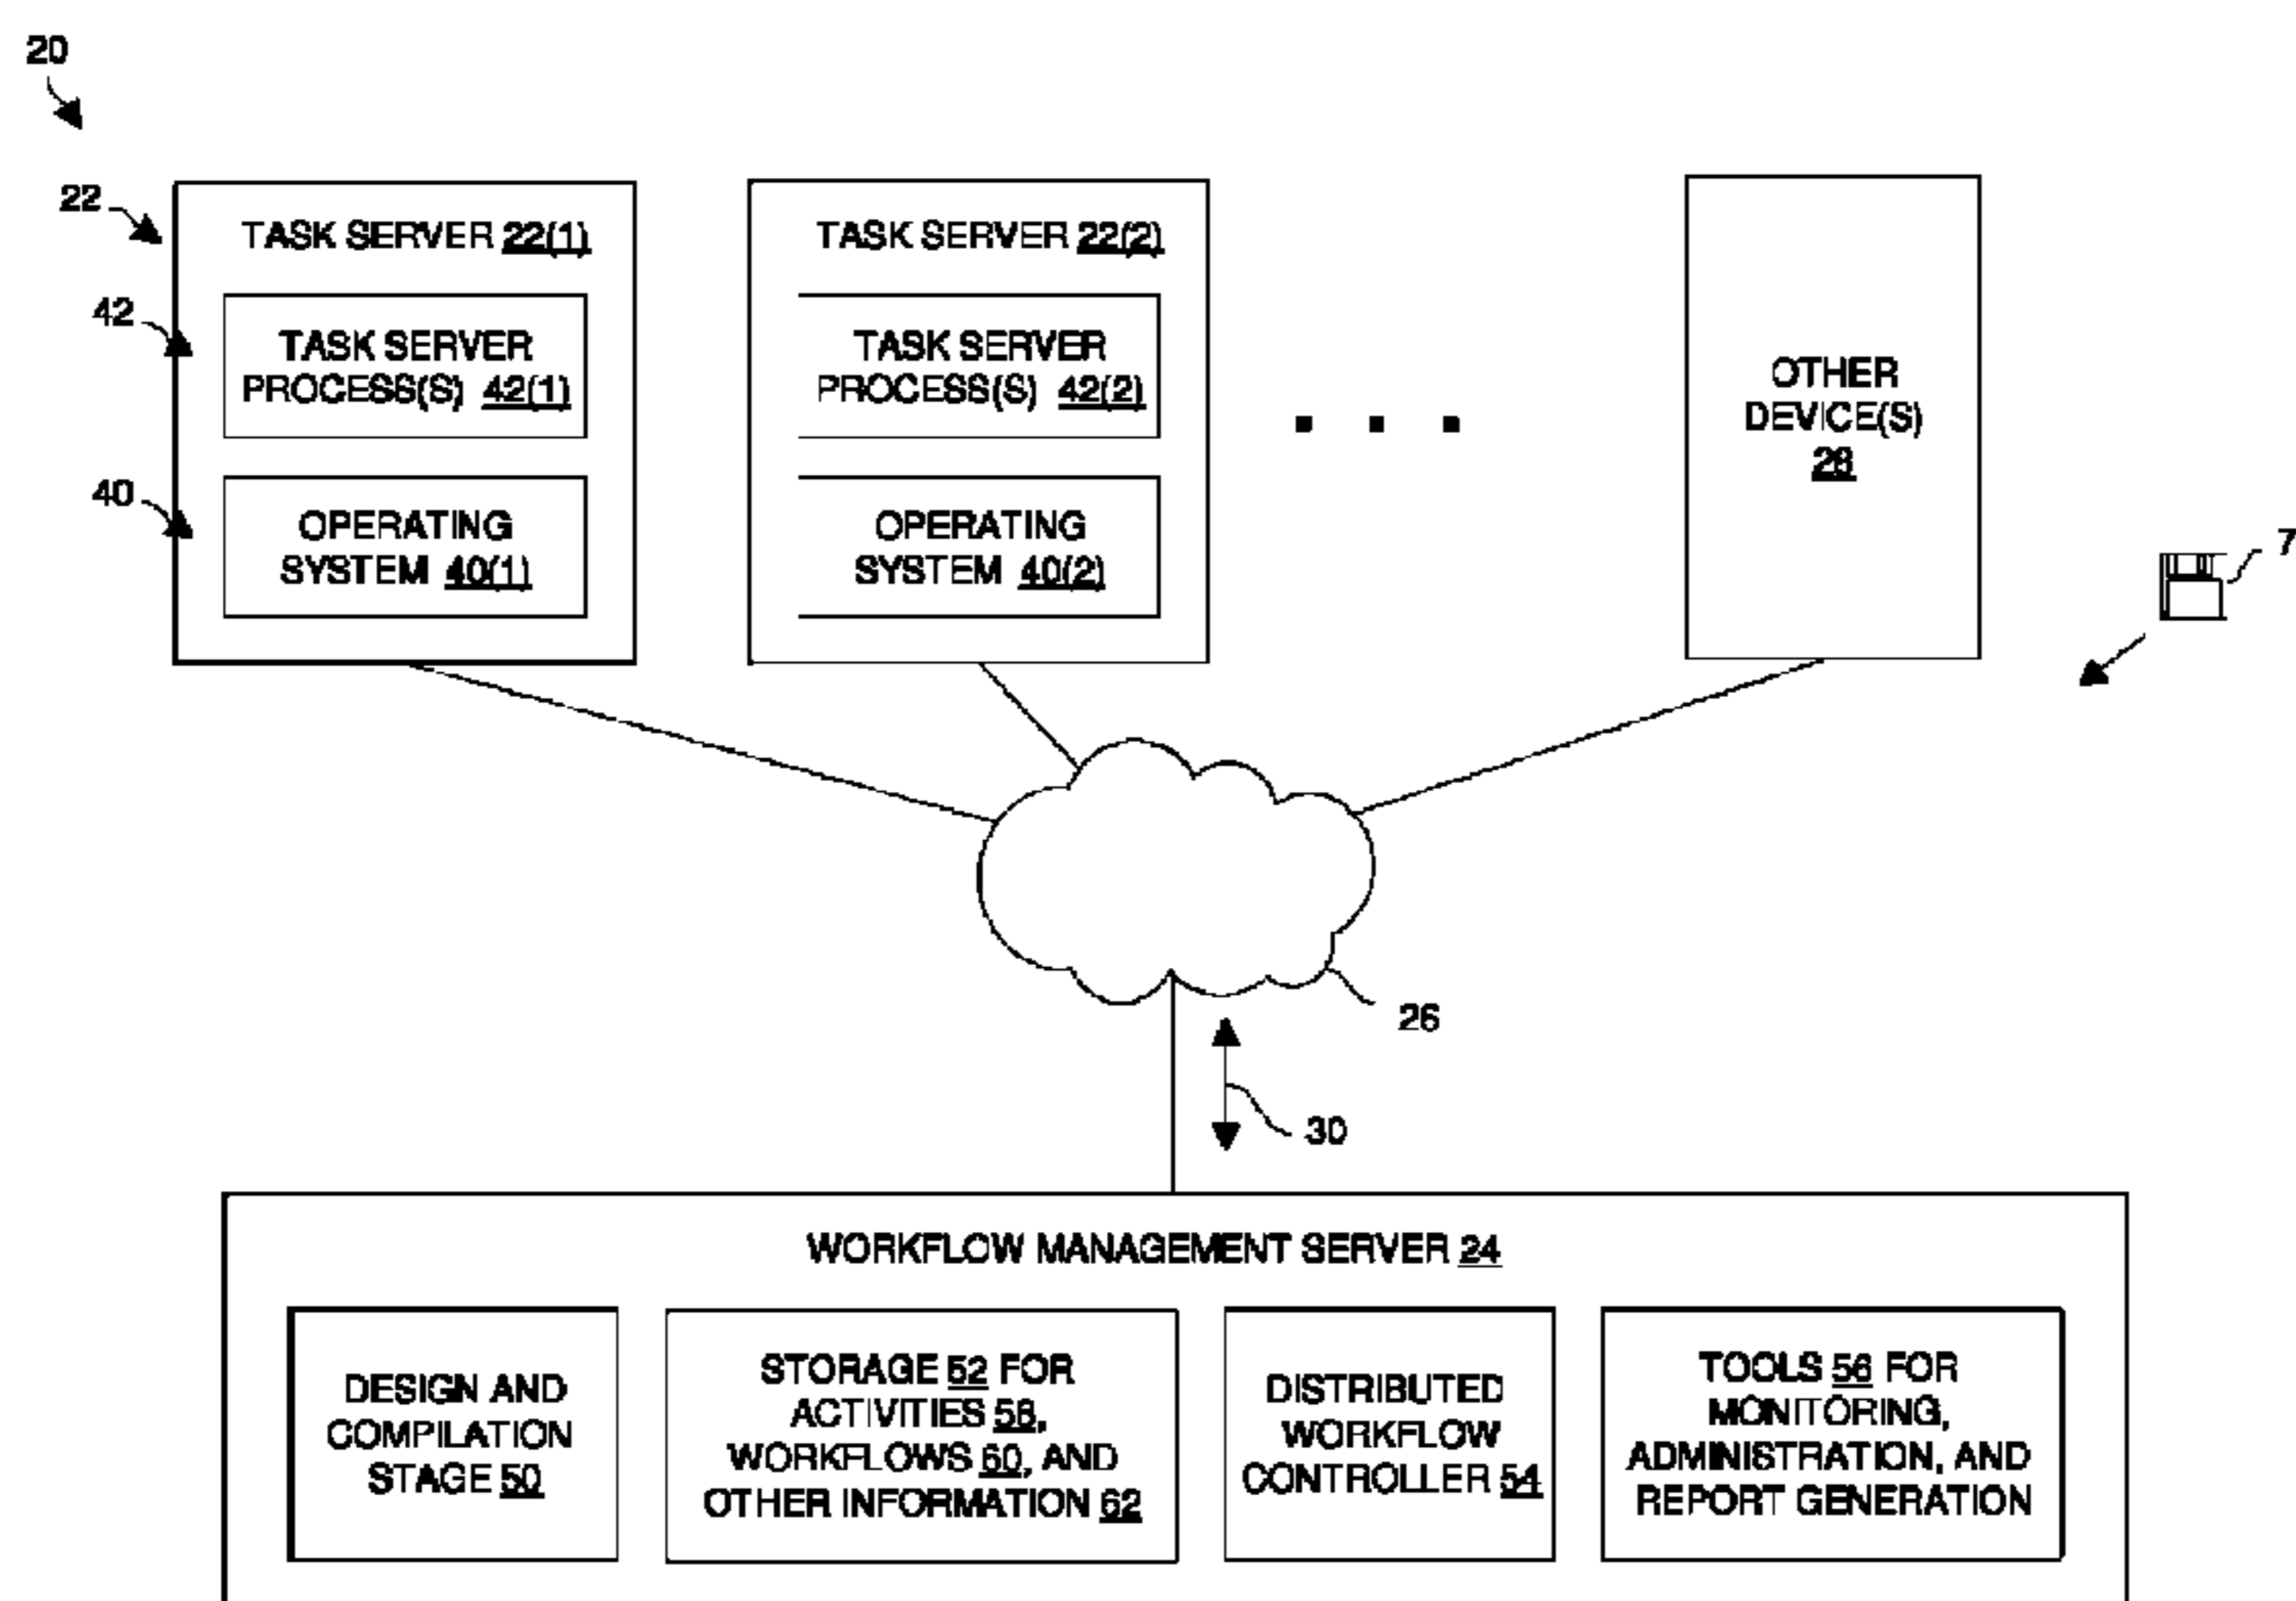 20
22
TASK SERVER 22(1)
42
TASK SERVER
PROCESS(S) 42(1)
40
OPERATING
SYSTEM 40(1)
TASK SERVER 22(2)
TASK SERVER
PROCESS(S) 42(2)
OPERATING
SYSTEM 40(2)
OTHER
DEVICE(S)
28
7
26
30
WORKFLOW MANAGEMENT SERVER 24
DESIGN AND
COMPILATION
STAGE 50
STORAGE 52 FOR
ACTIVITIES 58,
WORKFLOWS 60, AND
OTHER INFORMATION 62
DISTRIBUTED
WORKFLOW
CONTROLLER 54
TOOLS 56 FOR
MONITORING,
ADMINISTRATION, AND
REPORT GENERATION